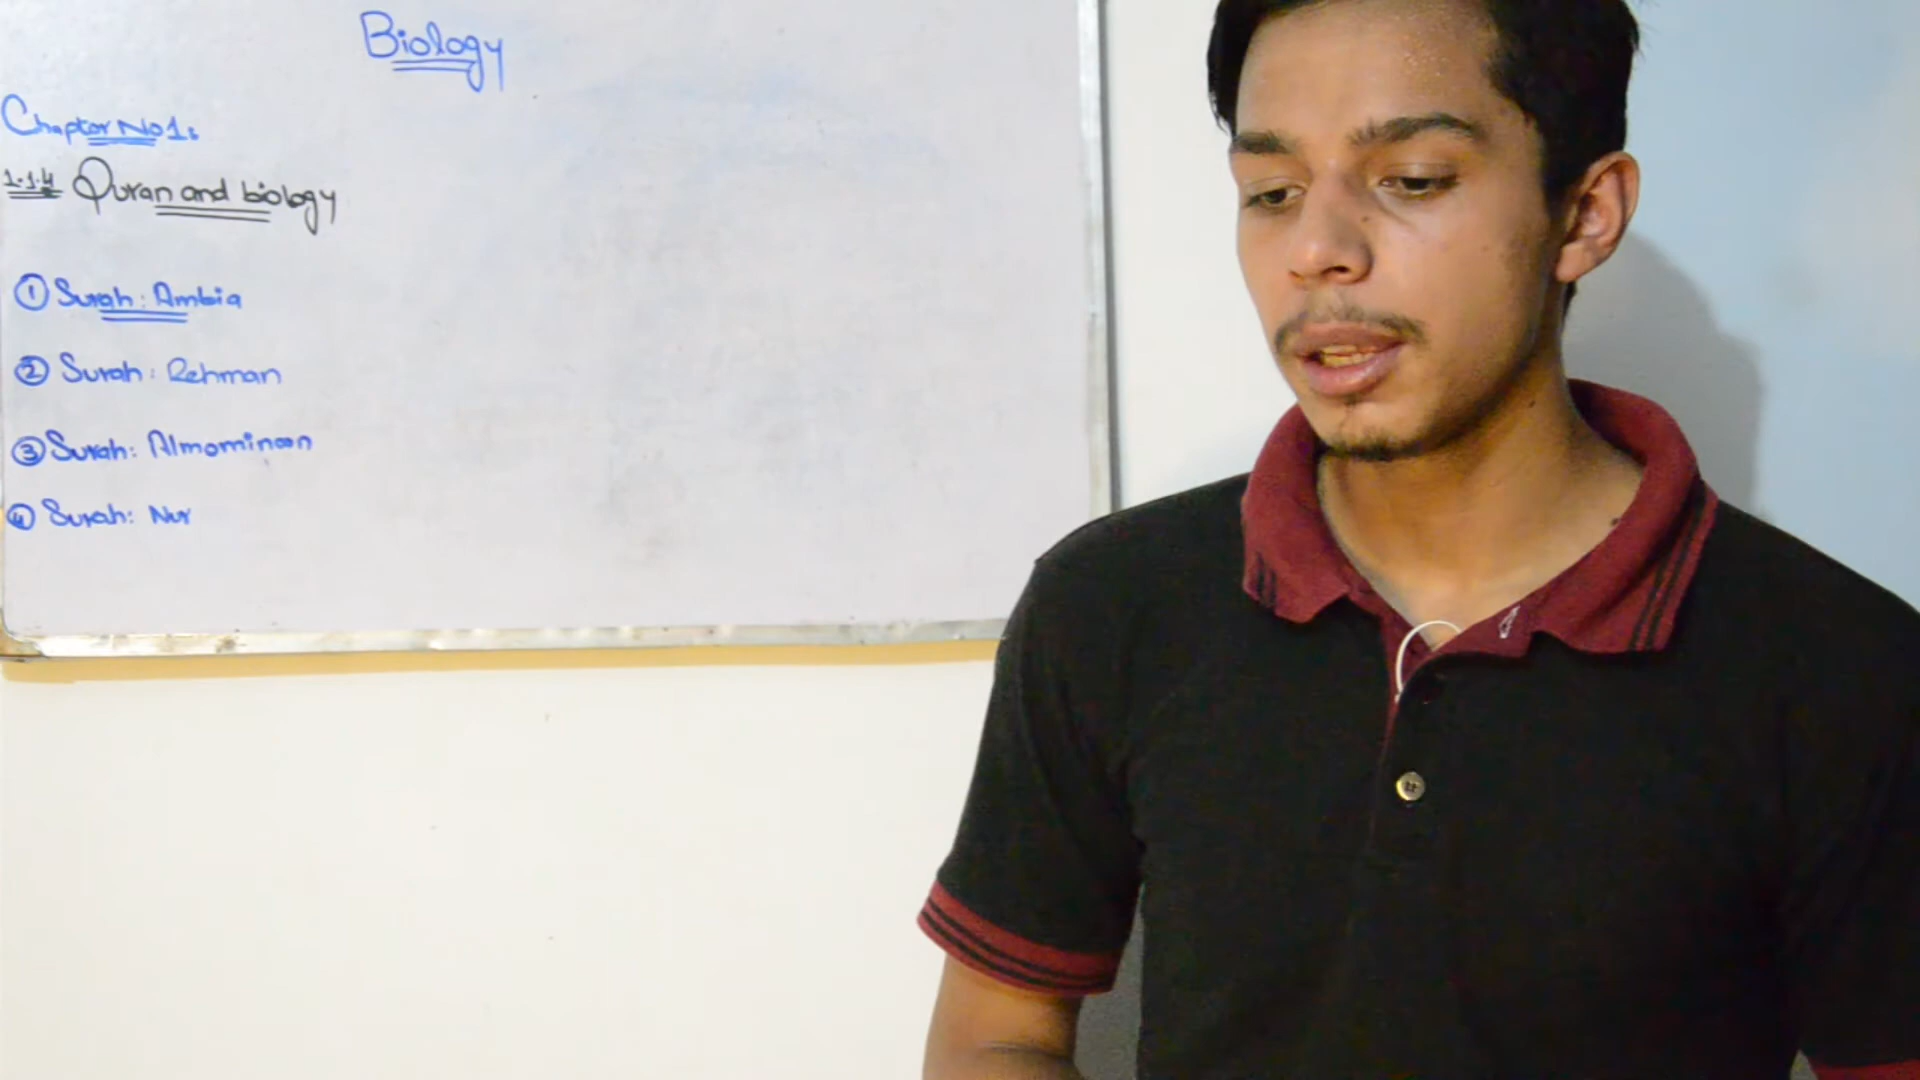 Biology
Chapter No 1:
1.1.4 Quran and biology
① Surah: Ambia
② Surah: Rehman
③ Surah: Almominoon
④ Surah: Nur